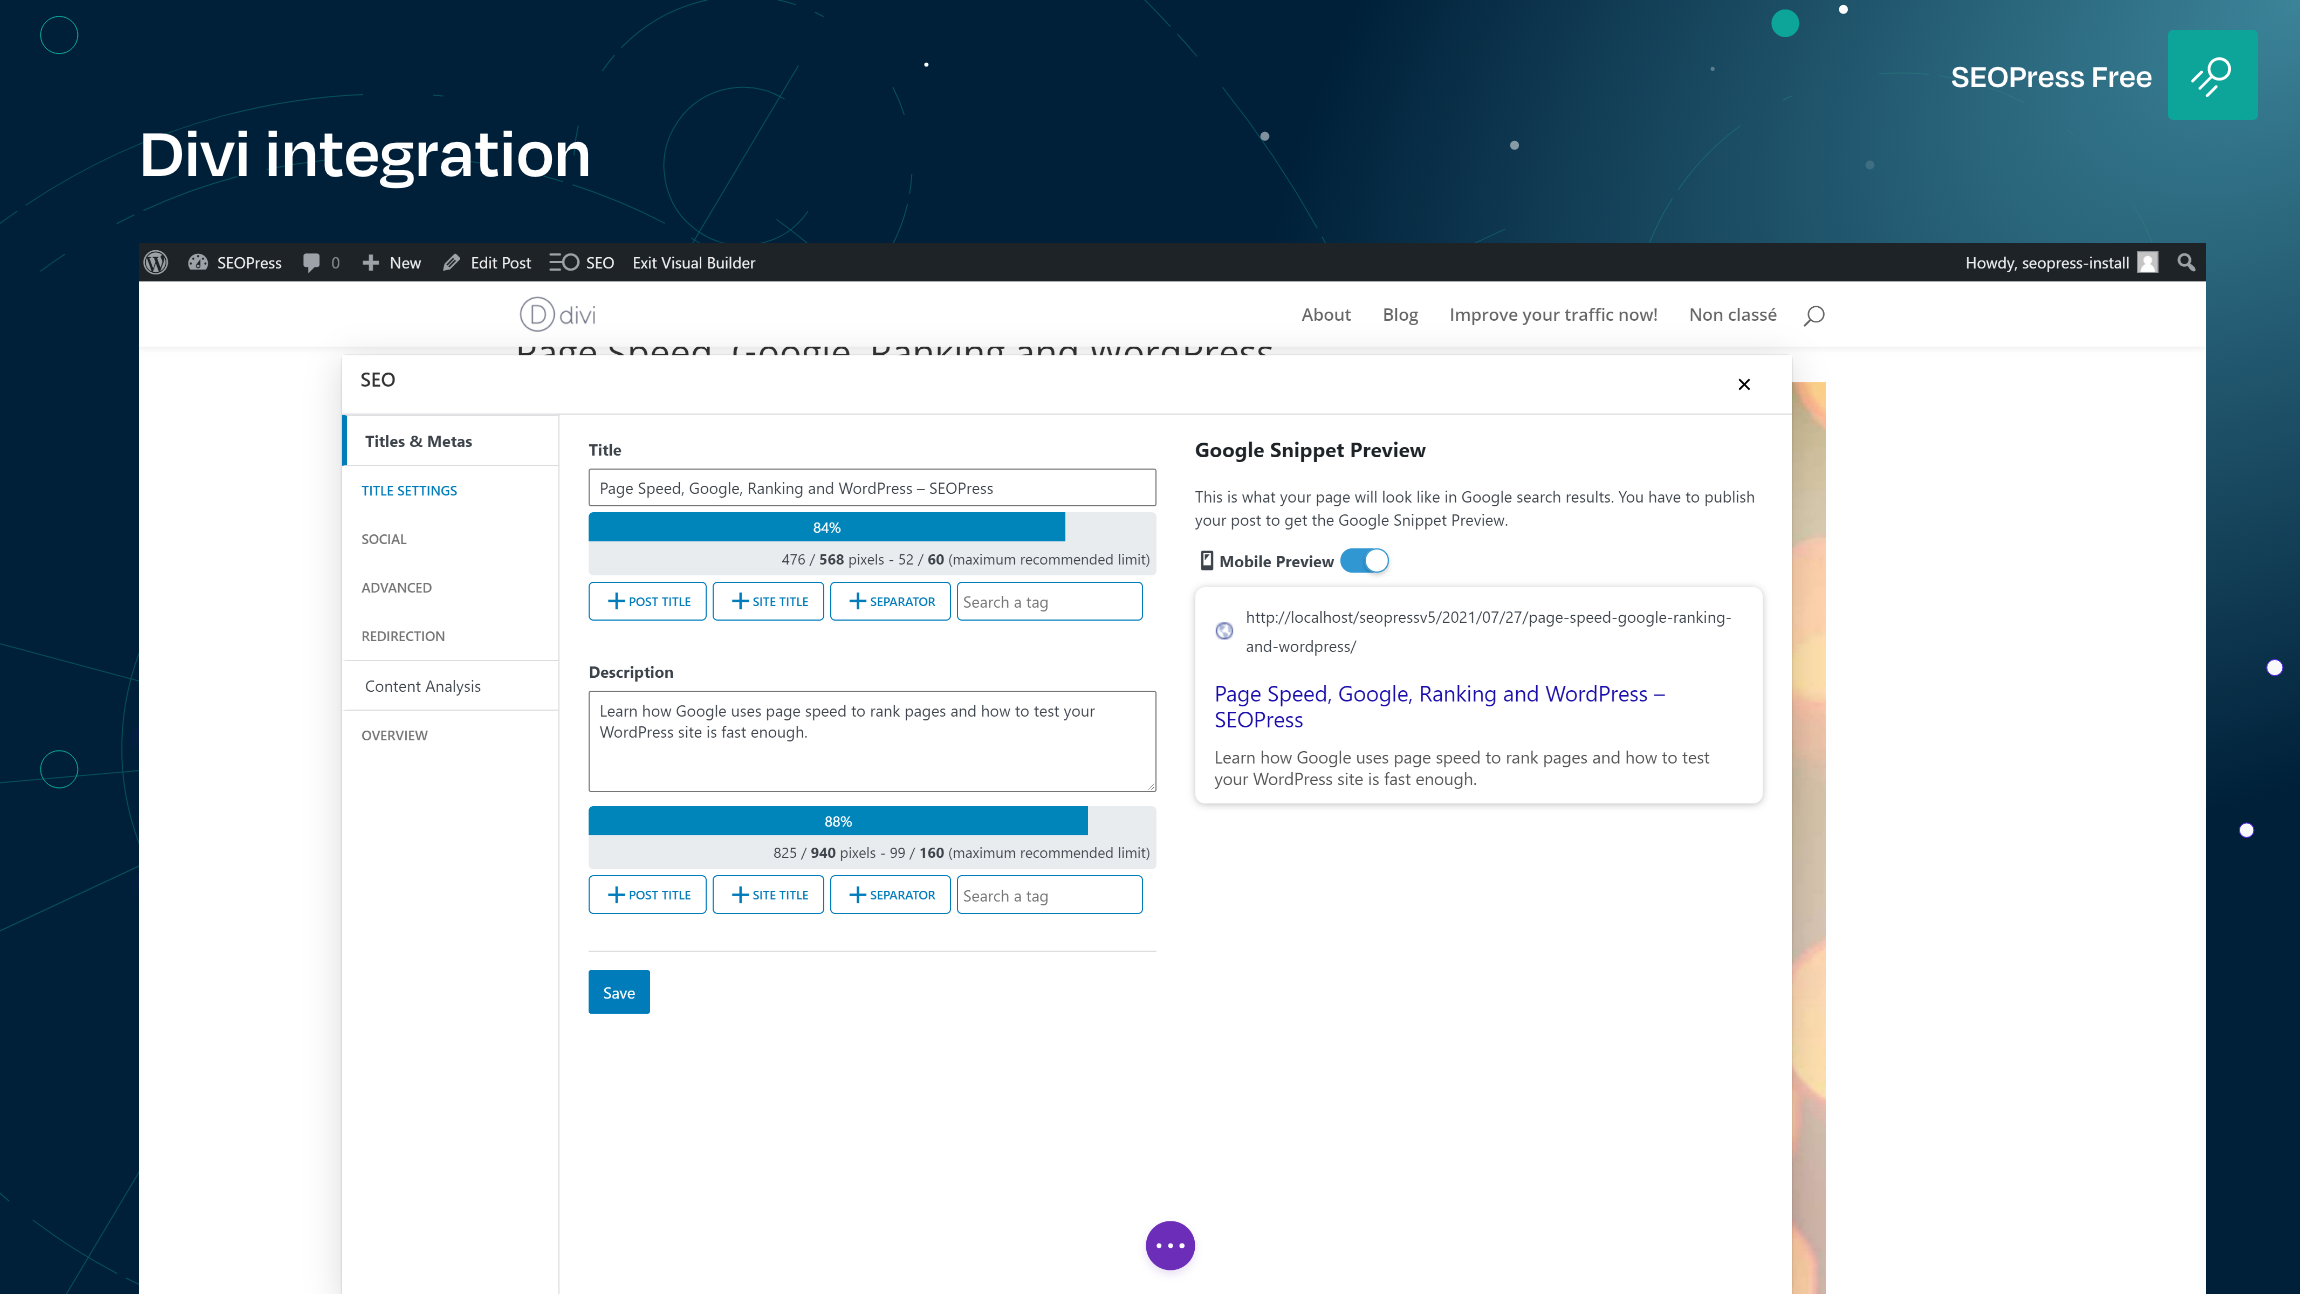 SEOPress Free
Divi integration
SEOPress 0 New Edit Post SEO Exit Visual Builder Howdy, seopress-install
divi About Blog Improve your traffic now! Non classé
Page Speed, Google, Ranking and WordPress
SEO
Titles & Metas
TITLE SETTINGS
SOCIAL
ADVANCED
REDIRECTION
Content Analysis
OVERVIEW
Title
Page Speed, Google, Ranking and WordPress – SEOPress
84%
476 / 568 pixels - 52 / 60 (maximum recommended limit)
POST TITLE SITE TITLE SEPARATOR Search a tag
Description
Learn how Google uses page speed to rank pages and how to test your
WordPress site is fast enough.
88%
825 / 940 pixels - 99 / 160 (maximum recommended limit)
POST TITLE SITE TITLE SEPARATOR Search a tag
Save
Google Snippet Preview
This is what your page will look like in Google search results. You have to publish
your post to get the Google Snippet Preview.
Mobile Preview
http://localhost/seopressv5/2021/07/27/page-speed-google-ranking-
and-wordpress/
Page Speed, Google, Ranking and WordPress –
SEOPress
Learn how Google uses page speed to rank pages and how to test
your WordPress site is fast enough.